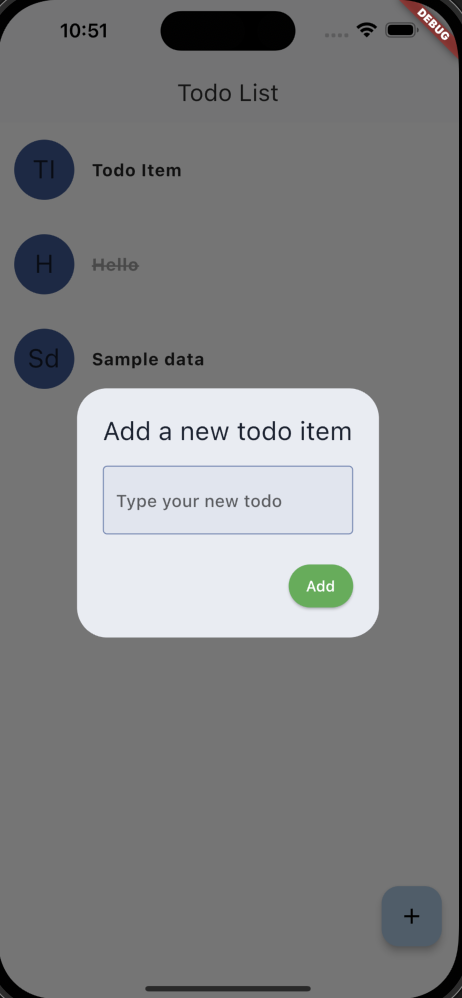 10:51
DEBUG
Todo List
TI
Todo Item
H
Hello
Sd
Sample data
Add a new todo item
Type your new todo
Add
+